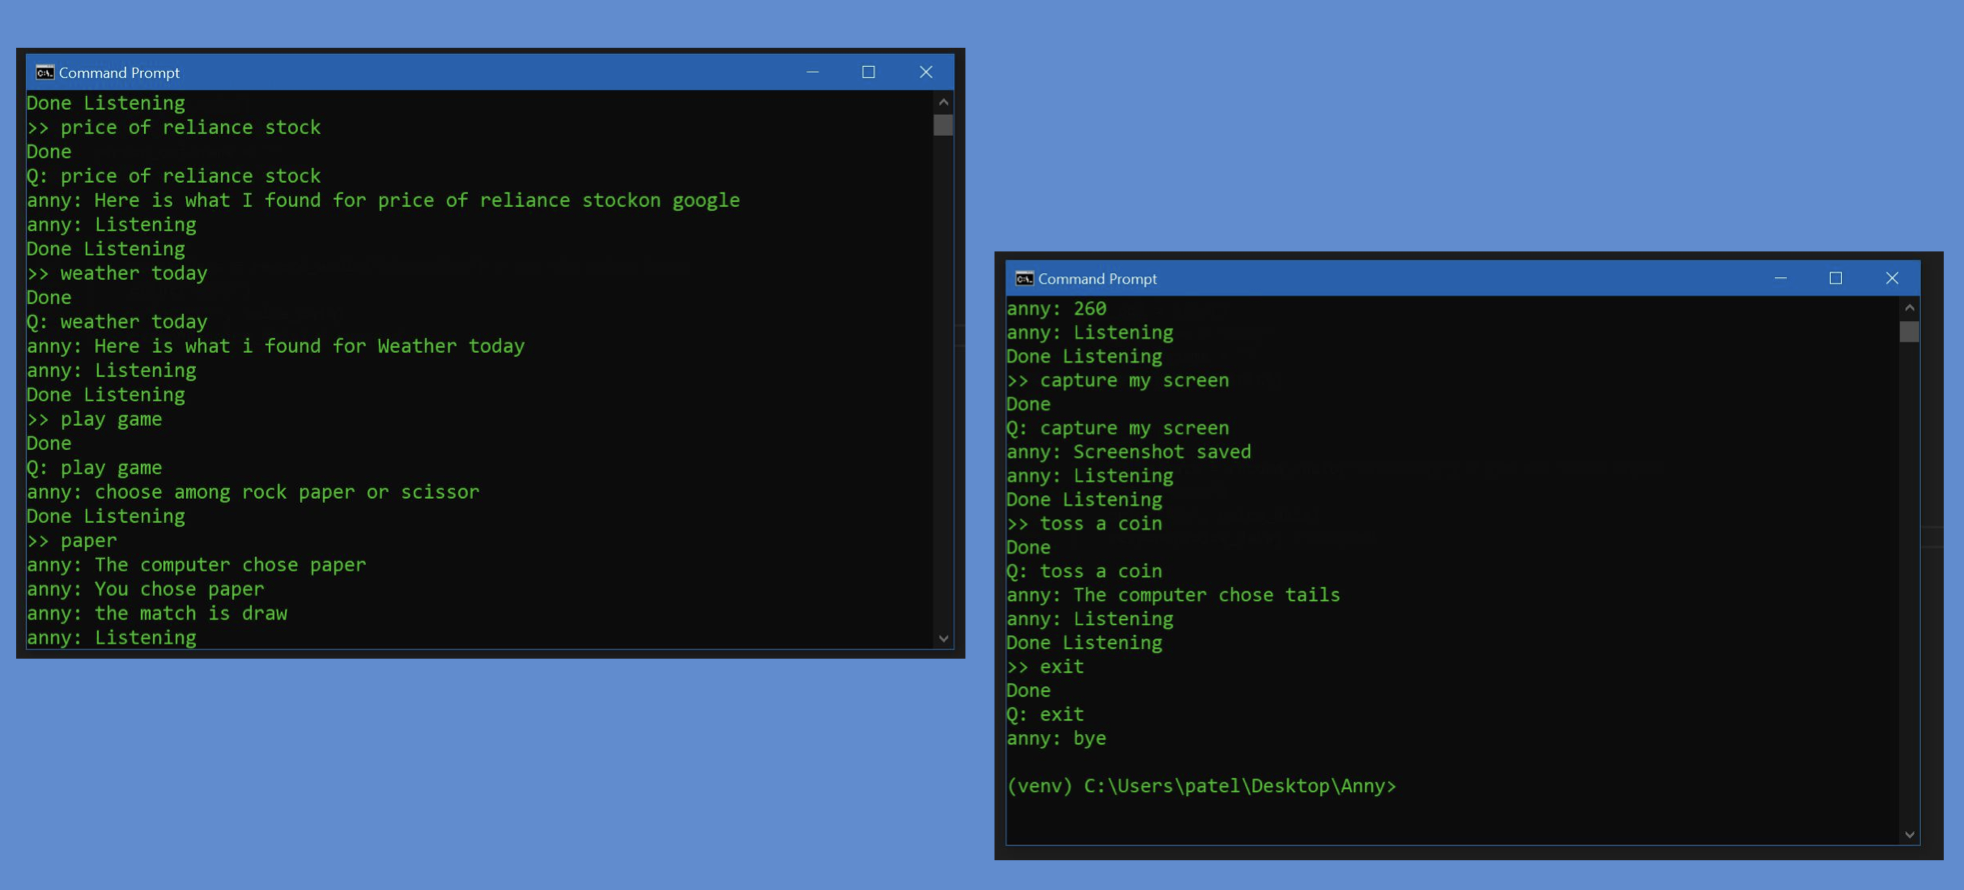 Command Prompt
Done Listening
>> price of reliance stock
Done
Q: price of reliance stock
anny: Here is what I found for price of reliance stockon google
anny: Listening
Done Listening
>> weather today
Done
Q: weather today
anny: Here is what i found for Weather today
anny: Listening
Done Listening
>> play game
Done
Q: play game
anny: choose among rock paper or scissor
Done Listening
>> paper
anny: The computer chose paper
anny: You chose paper
anny: the match is draw
anny: Listening
Command Prompt
anny: 260
anny: Listening
Done Listening
>> capture my screen
Done
Q: capture my screen
anny: Screenshot saved
anny: Listening
Done Listening
>> toss a coin
Done
Q: toss a coin
anny: The computer chose tails
anny: Listening
Done Listening
>> exit
Done
Q: exit
anny: bye
(venv) C:\Users\patel\Desktop\Anny>